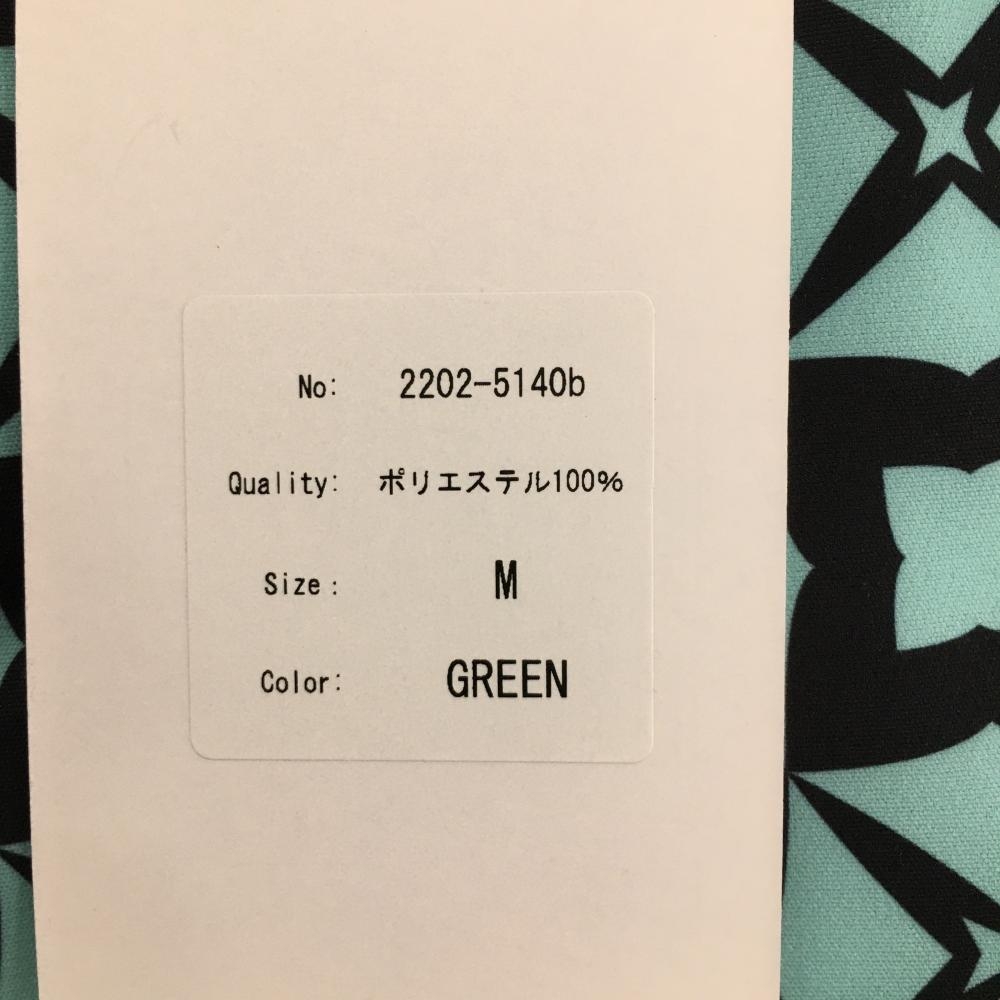 No: 2202-5140b
Quality: ポリエステル100%
Size: M
Color: GREEN